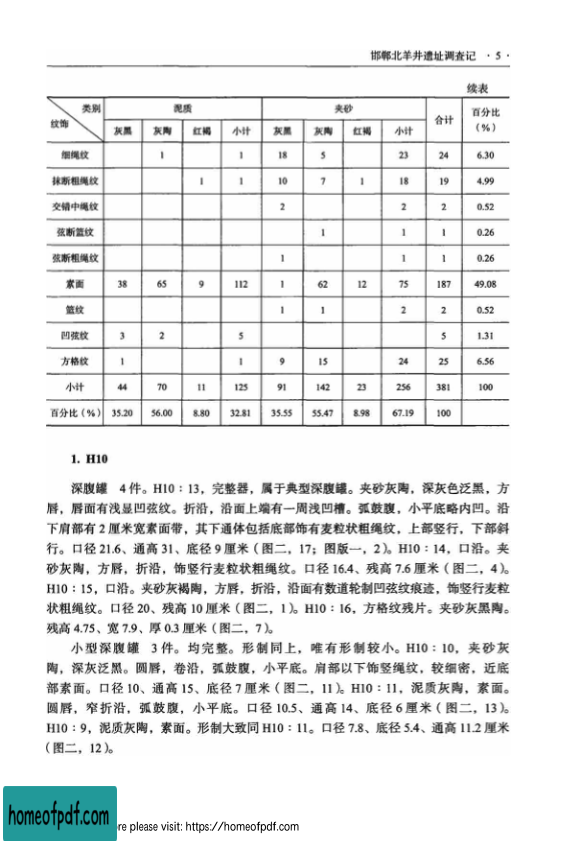 邯郸北羊井遗址调查记 · 5 ·
续表
类别 纹饰 泥质 夹砂 合计 百分比（%）
灰黑 灰陶 红褐 小计 灰黑 灰陶 红褐 小计
细绳纹 1 1 18 5 23 24 6.30
抹断粗绳纹 1 1 10 7 1 18 19 4.99
交错中绳纹 2 2 2 0.52
弦断篮纹 1 1 1 0.26
弦断粗绳纹 1 1 1 0.26
素面 38 65 9 112 1 62 12 75 187 49.08
篮纹 1 1 2 2 0.52
凹弦纹 3 2 5 5 1.31
方格纹 1 1 9 15 24 25 6.56
小计 44 70 11 125 91 142 23 256 381 100
百分比（%） 35.20 56.00 8.80 32.81 35.55 55.47 8.98 67.19 100
1. H10
深腹罐 4件。H10：13，完整器，属于典型深腹罐。夹砂灰陶，深灰色泛黑，方
唇，唇面有浅显凹弦纹。折沿，沿面上端有一周浅凹槽。弧鼓腹，小平底略内凹。沿
下肩部有2厘米宽素面带，其下通体包括底部饰有麦粒状粗绳纹，上部竖行，下部斜
行。口径21.6、通高31、底径9厘米（图二，17；图版一，2）。H10：14，口沿。夹
砂灰陶，方唇，折沿，饰竖行麦粒状粗绳纹。口径16.4、残高7.6厘米（图二，4）。
H10：15，口沿。夹砂灰褐陶，方唇，折沿，沿面有数道轮制凹弦纹痕迹，饰竖行麦粒
状粗绳纹。口径20、残高10厘米（图二，1）。H10：16，方格纹残片。夹砂灰黑陶。
残高4.75、宽7.9、厚0.3厘米（图二，7）。
小型深腹罐 3件。均完整。形制同上，唯有形制较小。H10：10，夹砂灰
陶，深灰泛黑。圆唇，卷沿，弧鼓腹，小平底。肩部以下饰竖绳纹，较细密，近底
部素面。口径10、通高15、底径7厘米（图二，11）。H10：11，泥质灰陶，素面。
圆唇，窄折沿，弧鼓腹，小平底。口径10.5、通高14、底径6厘米（图二，13）。
H10：9，泥质灰陶，素面。形制大致同H10：11。口径7.8、底径5.4、通高11.2厘米
（图二，12）。
homeofpdf.com
re please visit: https://homeofpdf.com